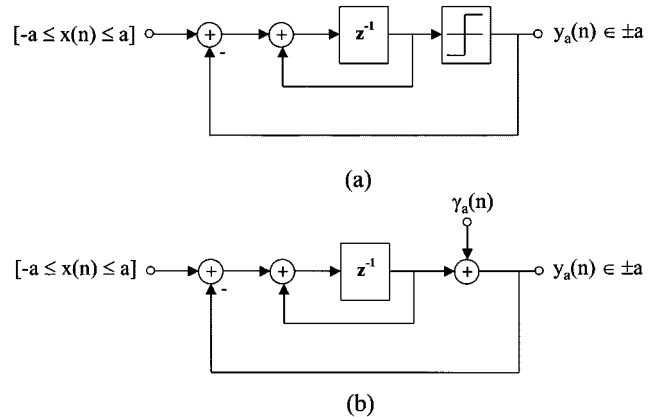 [-a ≤ x(n) ≤ a] + + z⁻¹ yₐ(n) ∈ ±a
-
(a)
γₐ(n)
[-a ≤ x(n) ≤ a] + + z⁻¹ + yₐ(n) ∈ ±a
-
(b)